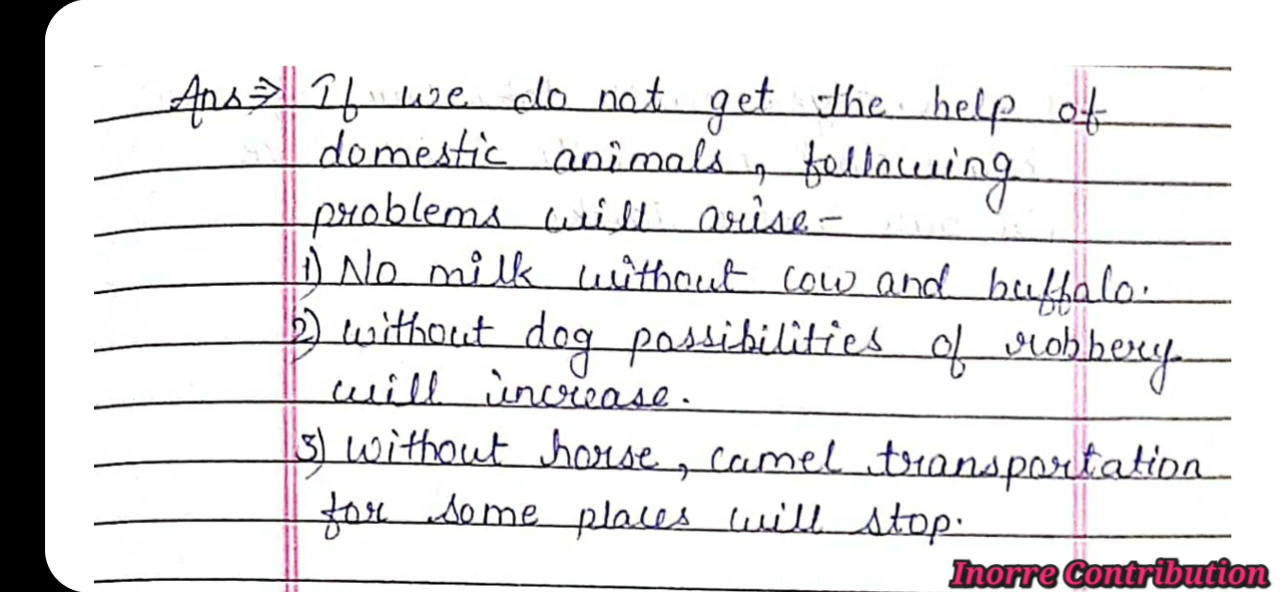 Ans⇒ If we do not get the help of
domestic animals, following
problems will arise-
1) No milk without cow and buffalo.
2) without dog possibilities of robbery
will increase.
3) without horse, camel transportation
for some places will stop.
Inorre Contribution